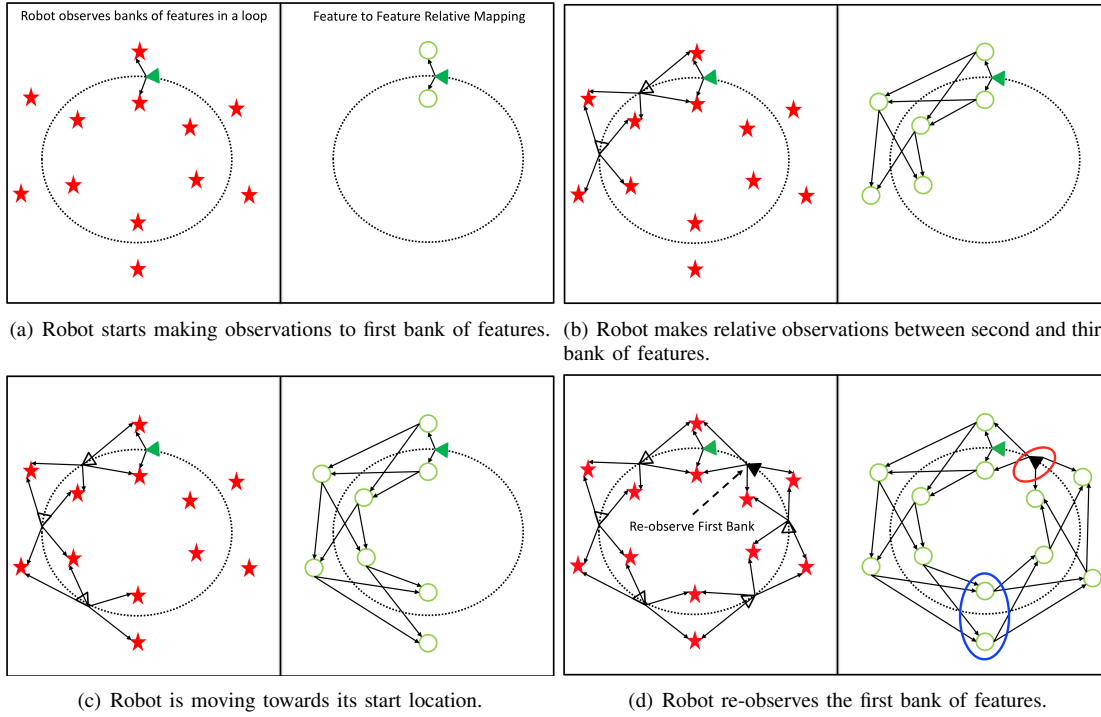 Robot observes banks of features in a loop
Feature to Feature Relative Mapping
(a) Robot starts making observations to first bank of features.
(b) Robot makes relative observations between second and thir
bank of features.
Re-observe First Bank
(c) Robot is moving towards its start location.
(d) Robot re-observes the first bank of features.